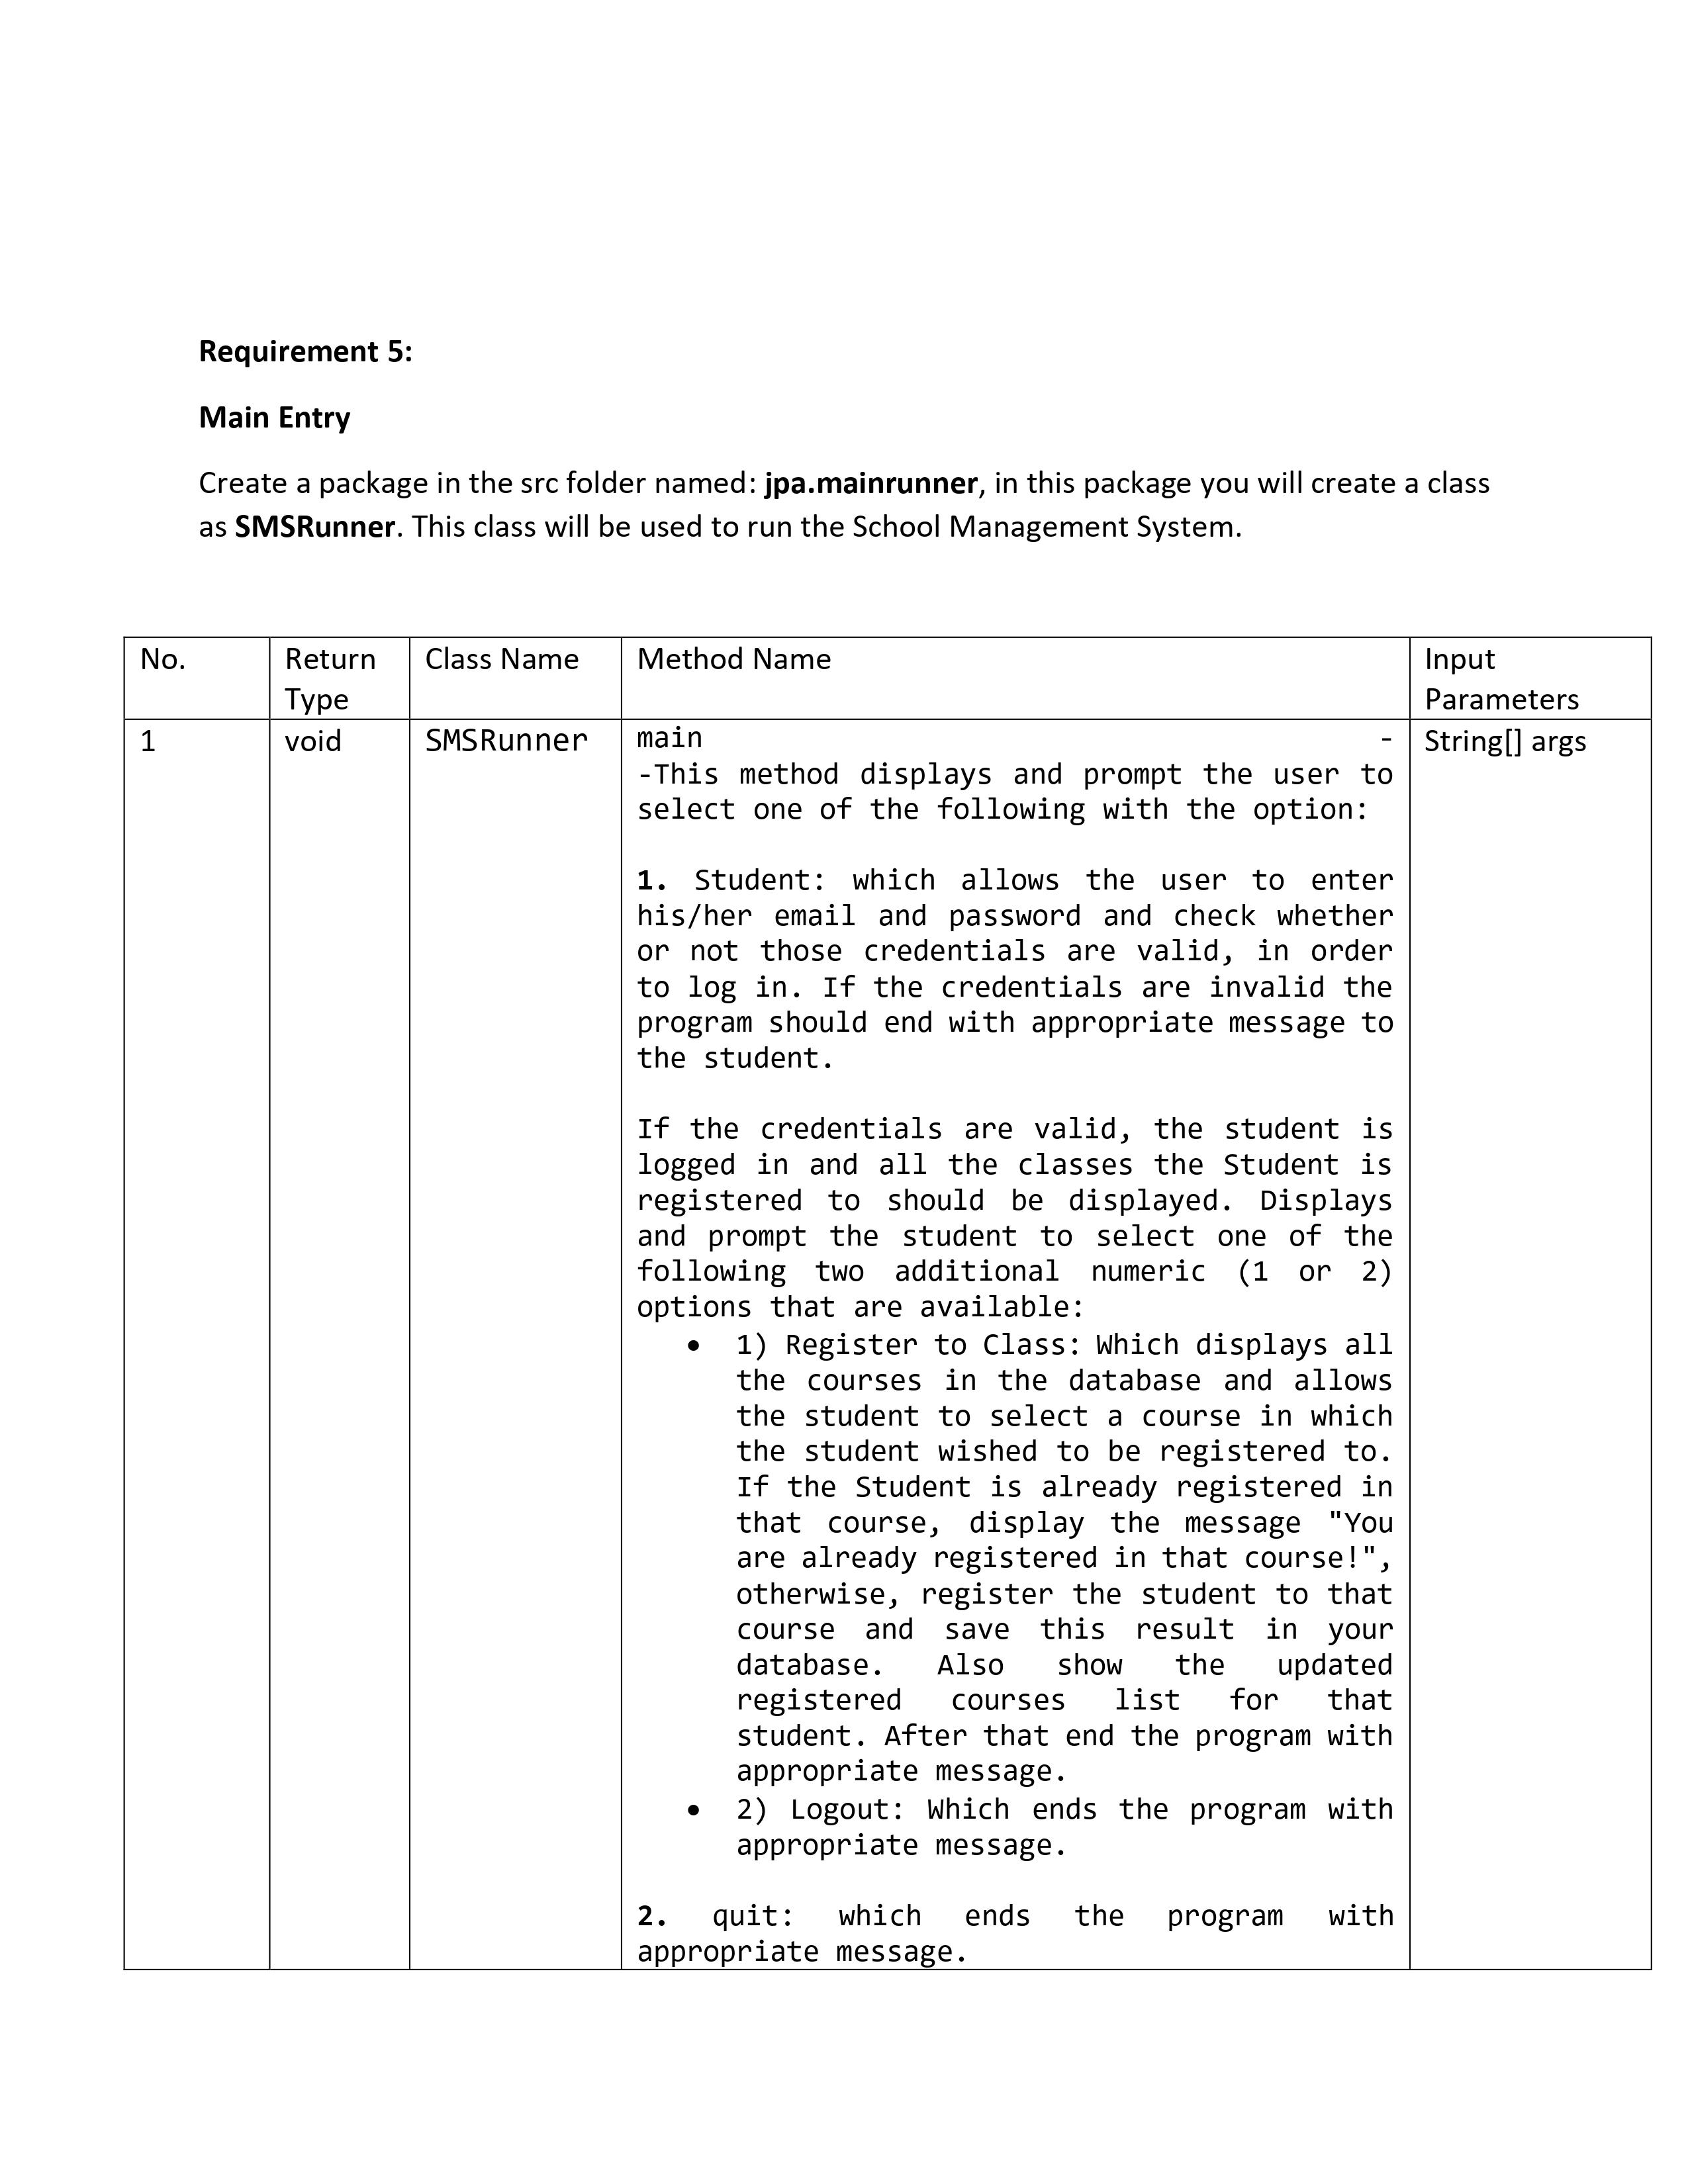 Requirement 5:
Main Entry
Create a package in the src folder named: jpa.mainrunner, in this package you will create a class
as SMSRunner. This class will be used to run the School Management System.
No.
Return
Type
Class Name
Method Name
Input
Parameters
1
void
SMSRunner
main -
-This method displays and prompt the user to
select one of the following with the option:
1. Student: which allows the user to enter
his/her email and password and check whether
or not those credentials are valid, in order
to log in. If the credentials are invalid the
program should end with appropriate message to
the student.
If the credentials are valid, the student is
logged in and all the classes the Student is
registered to should be displayed. Displays
and prompt the student to select one of the
following two additional numeric (1 or 2)
options that are available:
• 1) Register to Class: Which displays all
the courses in the database and allows
the student to select a course in which
the student wished to be registered to.
If the Student is already registered in
that course, display the message "You
are already registered in that course!",
otherwise, register the student to that
course and save this result in your
database. Also show the updated
registered courses list for that
student. After that end the program with
appropriate message.
• 2) Logout: Which ends the program with
appropriate message.
2. quit: which ends the program with
appropriate message.
String[] args